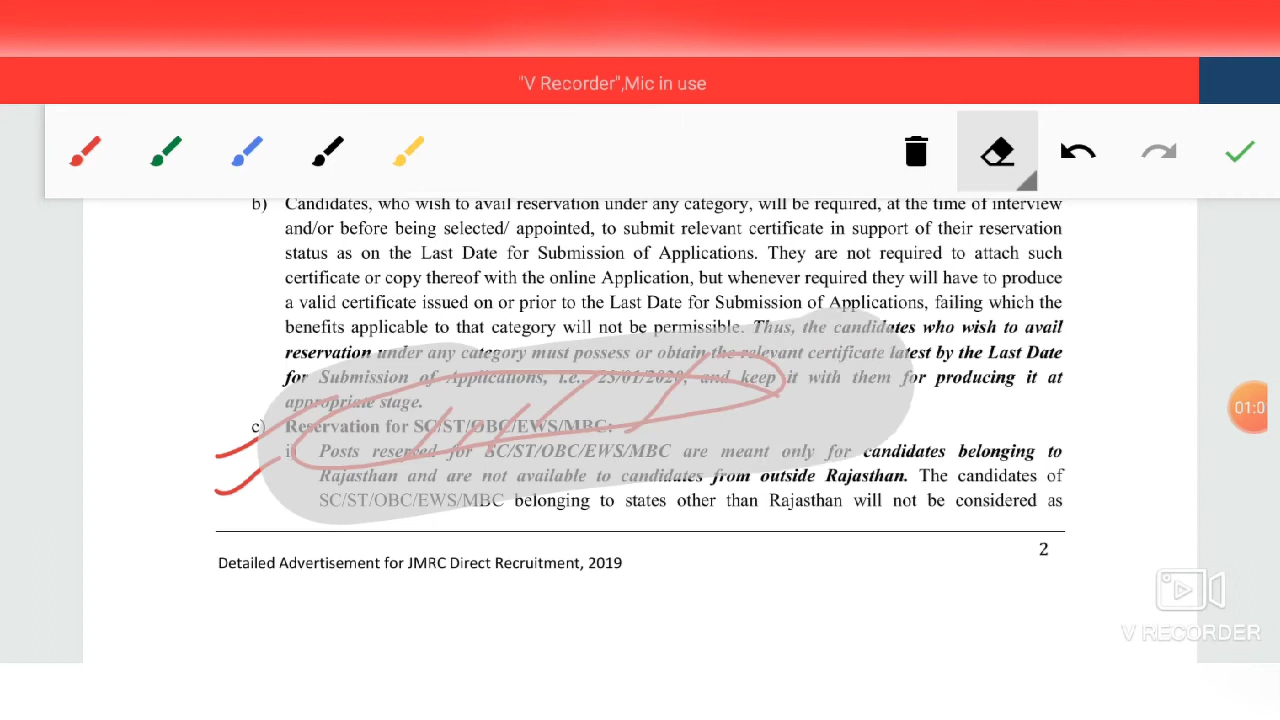 "V Recorder",Mic in use
b) Candidates, who wish to avail reservation under any category, will be required, at the time of interview
and/or before being selected/ appointed, to submit relevant certificate in support of their reservation
status as on the Last Date for Submission of Applications. They are not required to attach such
certificate or copy thereof with the online Application, but whenever required they will have to produce
a valid certificate issued on or prior to the Last Date for Submission of Applications, failing which the
benefits applicable to that category will not be permissible. Thus, the candidates who wish to avail
reservation under any category must possess or obtain the relevant certificate latest by the Last Date
for Submission of Applications, i.e., 23/01/2020, and keep it with them for producing it at
appropriate stage.
c) Reservation for SC/ST/OBC/EWS/MBC:
i) Posts reserved for SC/ST/OBC/EWS/MBC are meant only for candidates belonging to
Rajasthan and are not available to candidates from outside Rajasthan. The candidates of
SC/ST/OBC/EWS/MBC belonging to states other than Rajasthan will not be considered as
2
Detailed Advertisement for JMRC Direct Recruitment, 2019
01:0
V RECORDER